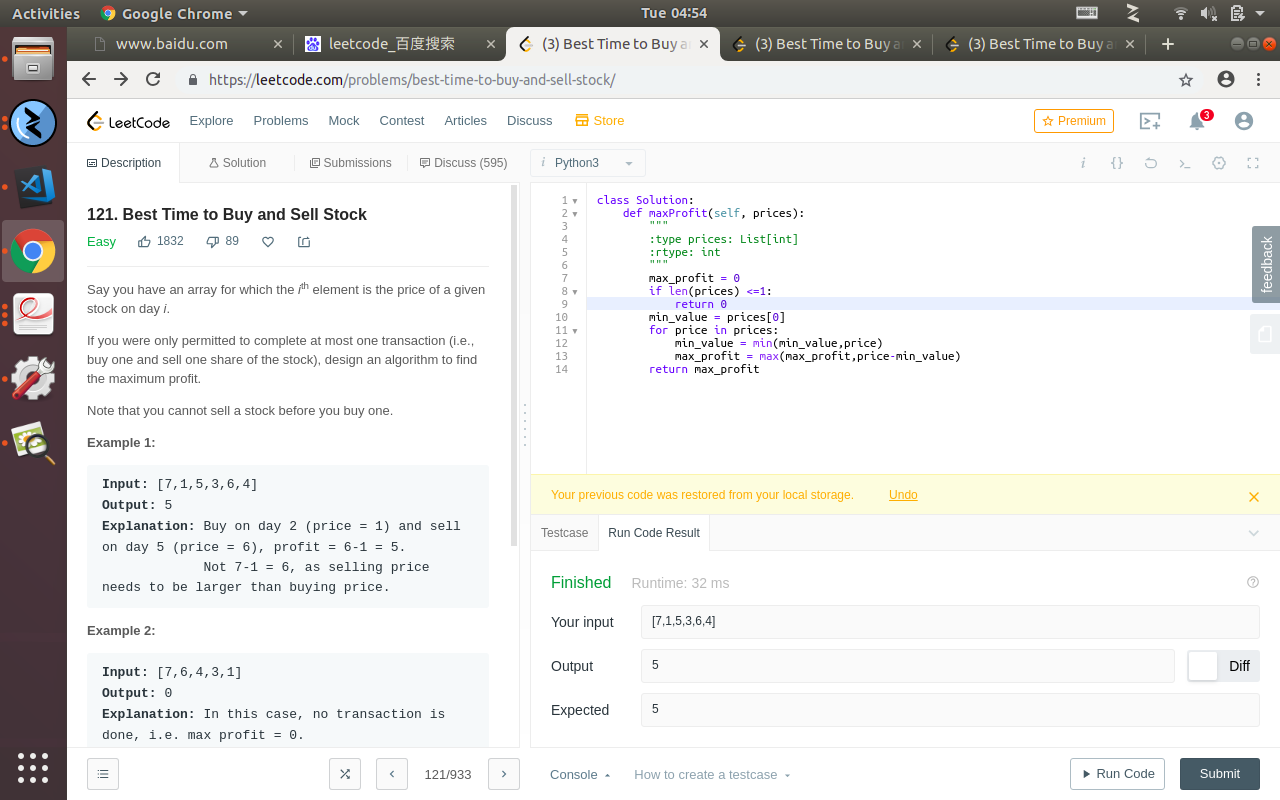 Activities
Google Chrome
Tue 04:54
www.baidu.com
leetcode_百度搜索
(3) Best Time to Buy a
(3) Best Time to Buy a
(3) Best Time to Buy a
https://leetcode.com/problems/best-time-to-buy-and-sell-stock/
LeetCode
Explore
Problems
Mock
Contest
Articles
Discuss
Store
Premium
3
Description
Solution
Submissions
Discuss (595)
i
Python3
i
{}
121. Best Time to Buy and Sell Stock
Easy
1832
89
Say you have an array for which the ith element is the price of a given
stock on day i.
If you were only permitted to complete at most one transaction (i.e.,
buy one and sell one share of the stock), design an algorithm to find
the maximum profit.
Note that you cannot sell a stock before you buy one.
Example 1:
Input: [7,1,5,3,6,4]
Output: 5
Explanation: Buy on day 2 (price = 1) and sell
on day 5 (price = 6), profit = 6-1 = 5.
Not 7-1 = 6, as selling price
needs to be larger than buying price.
Example 2:
Input: [7,6,4,3,1]
Output: 0
Explanation: In this case, no transaction is
done, i.e. max profit = 0.
121/933
1 class Solution:
2 def maxProfit(self, prices):
3 """
4 :type prices: List[int]
5 :rtype: int
6 """
7 max_profit = 0
8 if len(prices) <=1:
9 return 0
10 min_value = prices[0]
11 for price in prices:
12 min_value = min(min_value,price)
13 max_profit = max(max_profit,price-min_value)
14 return max_profit
feedback
Your previous code was restored from your local storage.
Undo
Testcase
Run Code Result
Finished
Runtime: 32 ms
Your input
[7,1,5,3,6,4]
Output
5
Diff
Expected
5
Console
How to create a testcase
Run Code
Submit